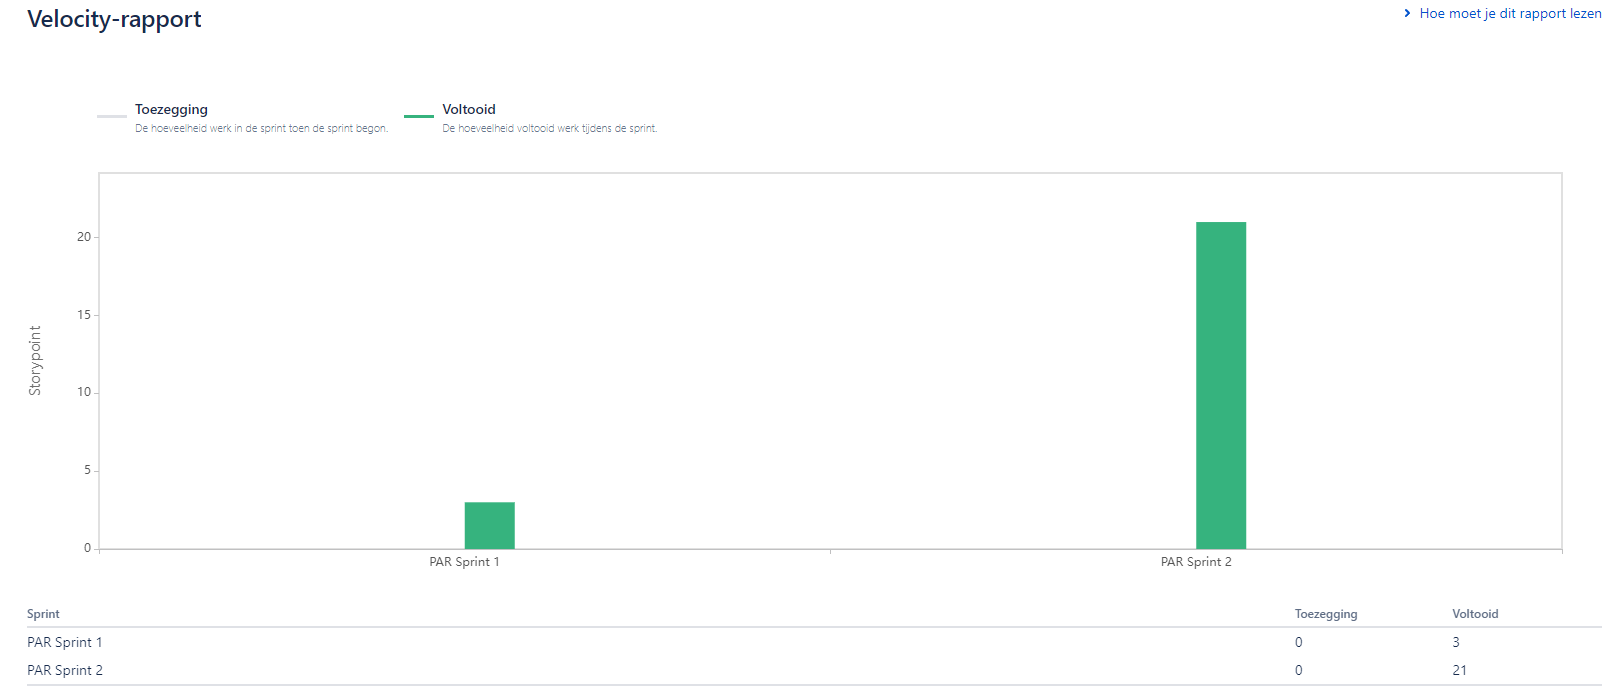 Velocity-rapport
Hoe moet je dit rapport lezen
Toezegging
De hoeveelheid werk in de sprint toen de sprint begon.
Voltooid
De hoeveelheid voltooid werk tijdens de sprint.
Storypoint
20
15
10
5
0
PAR Sprint 1 PAR Sprint 2
Sprint Toezegging Voltooid
PAR Sprint 1 0 3
PAR Sprint 2 0 21